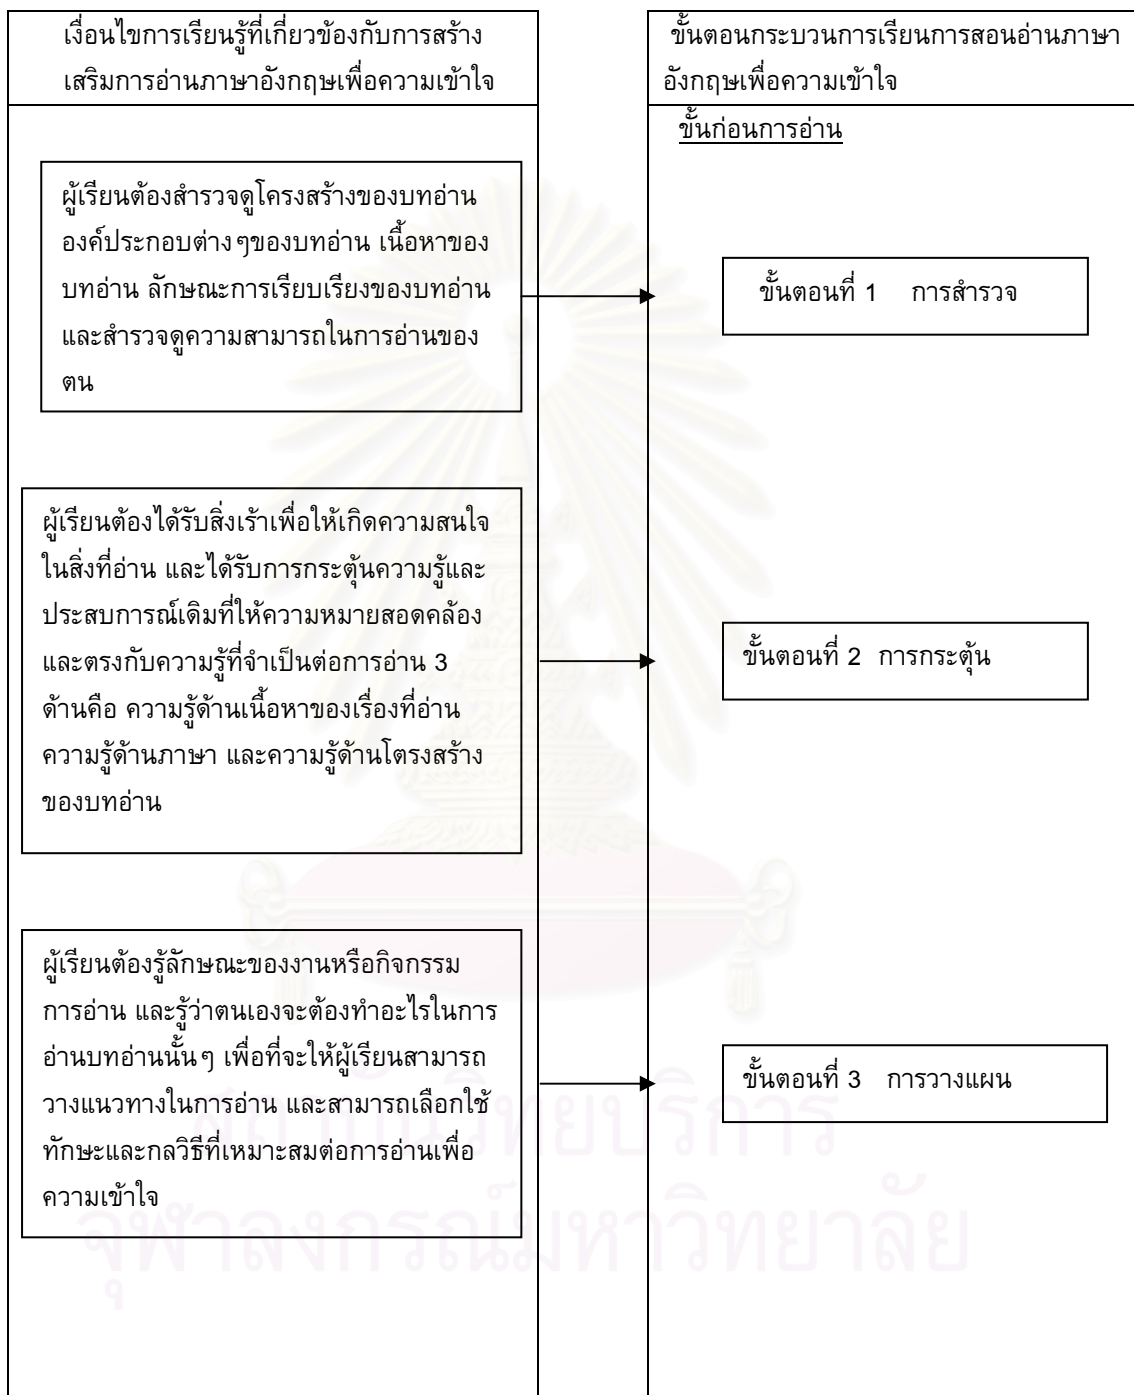 เงื่อนไขการเรียนรู้ที่เกี่ยวข้องกับการสร้าง
เสริมการอ่านภาษาอังกฤษเพื่อความเข้าใจ
ขั้นตอนกระบวนการเรียนการสอนอ่านภาษา
อังกฤษเพื่อความเข้าใจ
ขั้นก่อนการอ่าน
ผู้เรียนต้องสำรวจดูโครงสร้างของบทอ่าน
องค์ประกอบต่างๆของบทอ่าน เนื้อหาของ
บทอ่าน ลักษณะการเรียบเรียงของบทอ่าน
และสำรวจดูความสามารถในการอ่านของ
ตน
ขั้นตอนที่ 1 การสำรวจ
ผู้เรียนต้องได้รับสิ่งเร้าเพื่อให้เกิดความสนใจ
ในสิ่งที่อ่าน และได้รับการกระตุ้นความรู้และ
ประสบการณ์เดิมที่ให้ความหมายสอดคล้อง
และตรงกับความรู้ที่จำเป็นต่อการอ่าน 3
ด้านคือ ความรู้ด้านเนื้อหาของเรื่องที่อ่าน
ความรู้ด้านภาษา และความรู้ด้านโตรงสร้าง
ของบทอ่าน
ขั้นตอนที่ 2 การกระตุ้น
ผู้เรียนต้องรู้ลักษณะของงานหรือกิจกรรม
การอ่าน และรู้ว่าตนเองจะต้องทำอะไรในการ
อ่านบทอ่านนั้นๆ เพื่อที่จะให้ผู้เรียนสามารถ
วางแนวทางในการอ่าน และสามารถเลือกใช้
ทักษะและกลวิธีที่เหมาะสมต่อการอ่านเพื่อ
ความเข้าใจ
ขั้นตอนที่ 3 การวางแผน
สถาบันวิทยบริการ
จุฬาลงกรณ์มหาวิทยาลัย